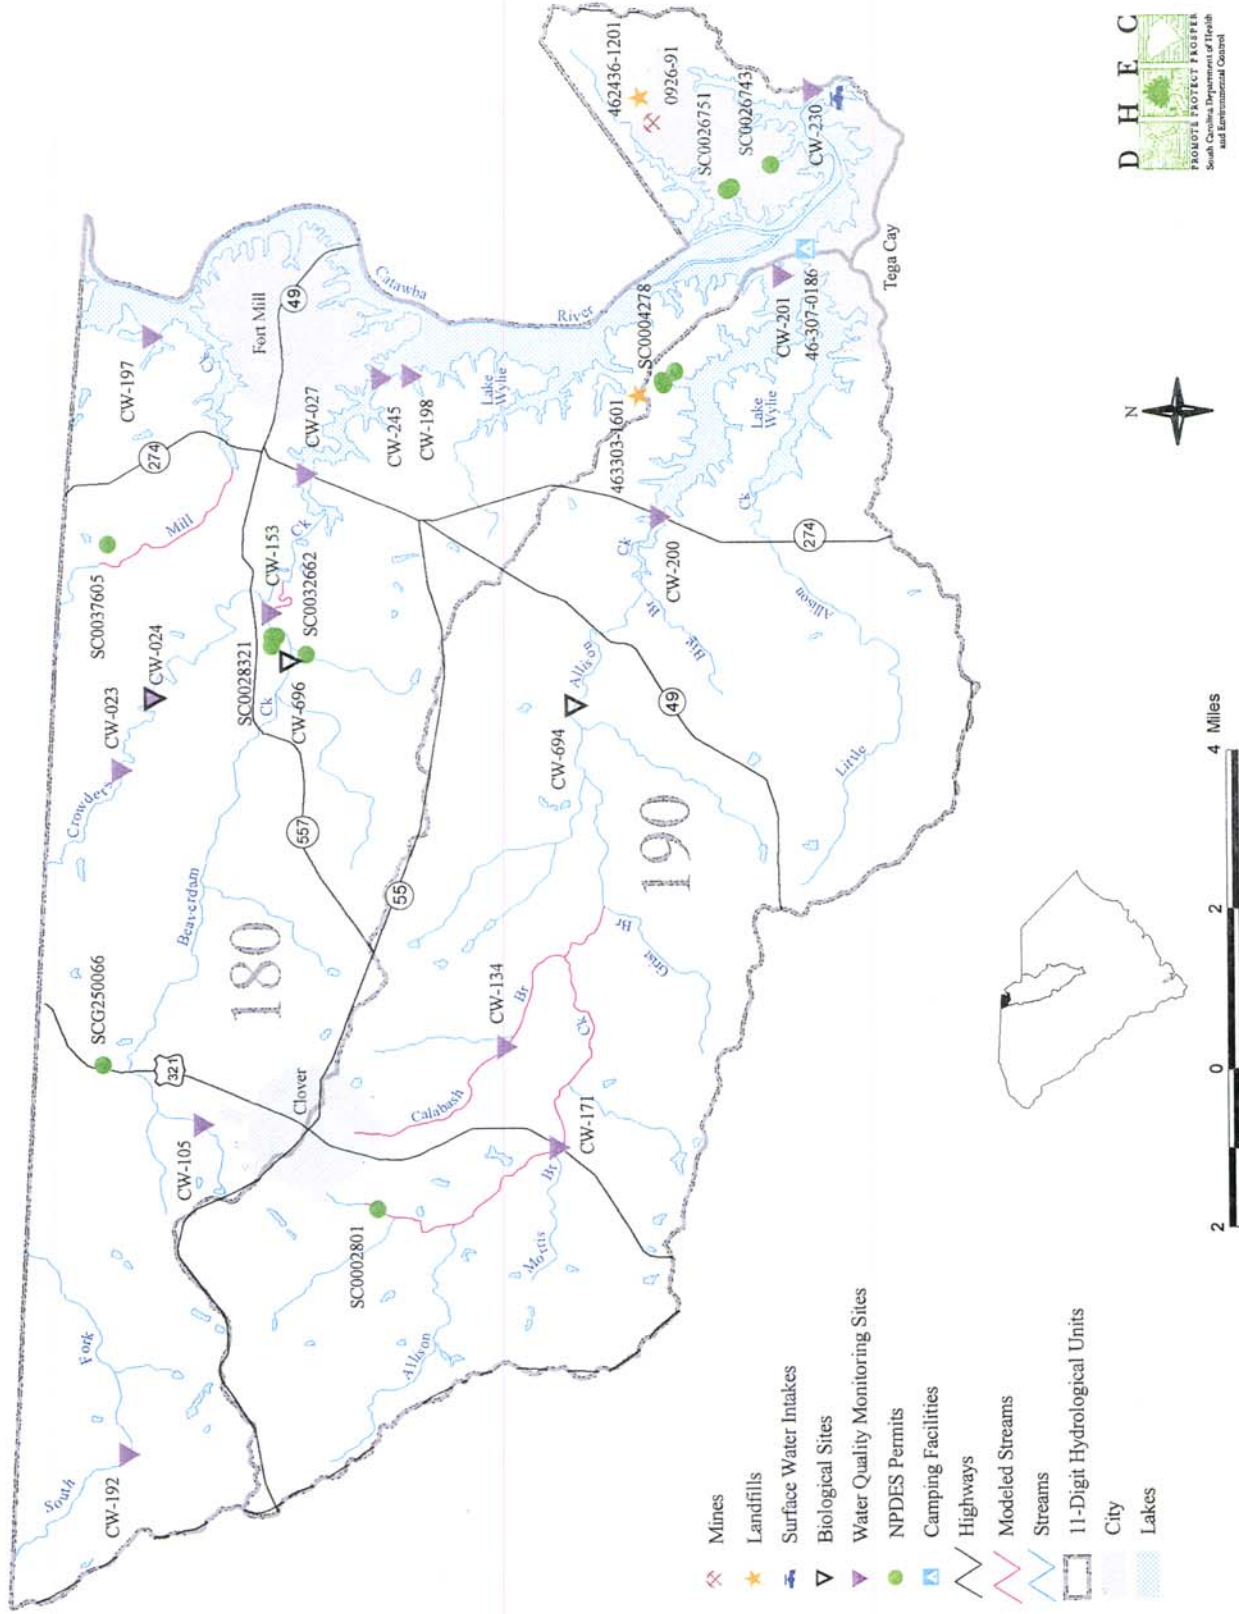 462436-1201
0926-91
SC0026751
SC0026743
CW-230
Tega Cay
46-307-0186
CW-201
SC0004278
463303-1601
River
Catawba
49
Fort Mill
Ck
CW-197
274
CW-027
CW-245
CW-198
Lake
Wylie
Lake
Wylie
Ck
Mill
SC0037605
CW-153
Ck
SC0032662
SC0028321
Ck
CW-696
CW-024
CW-023
Crowders
Beaverdam
557
55
180
SCG250066
321
CW-105
Clover
CW-134
Br
Calabash
Ck
CW-171
Br
Morris
SC0002801
Allison
Fork
South
CW-192
CW-200
Ck
Br
Big
Allison
CW-694
49
274
Allison
Little
190
Br
Grist
N
D H E C
PROMOTE PROTECT PROSPER
South Carolina Department of Health
and Environmental Control
2 0 2 4 Miles
Mines
Landfills
Surface Water Intakes
Biological Sites
Water Quality Monitoring Sites
NPDES Permits
Camping Facilities
Highways
Modeled Streams
Streams
11-Digit Hydrological Units
City
Lakes